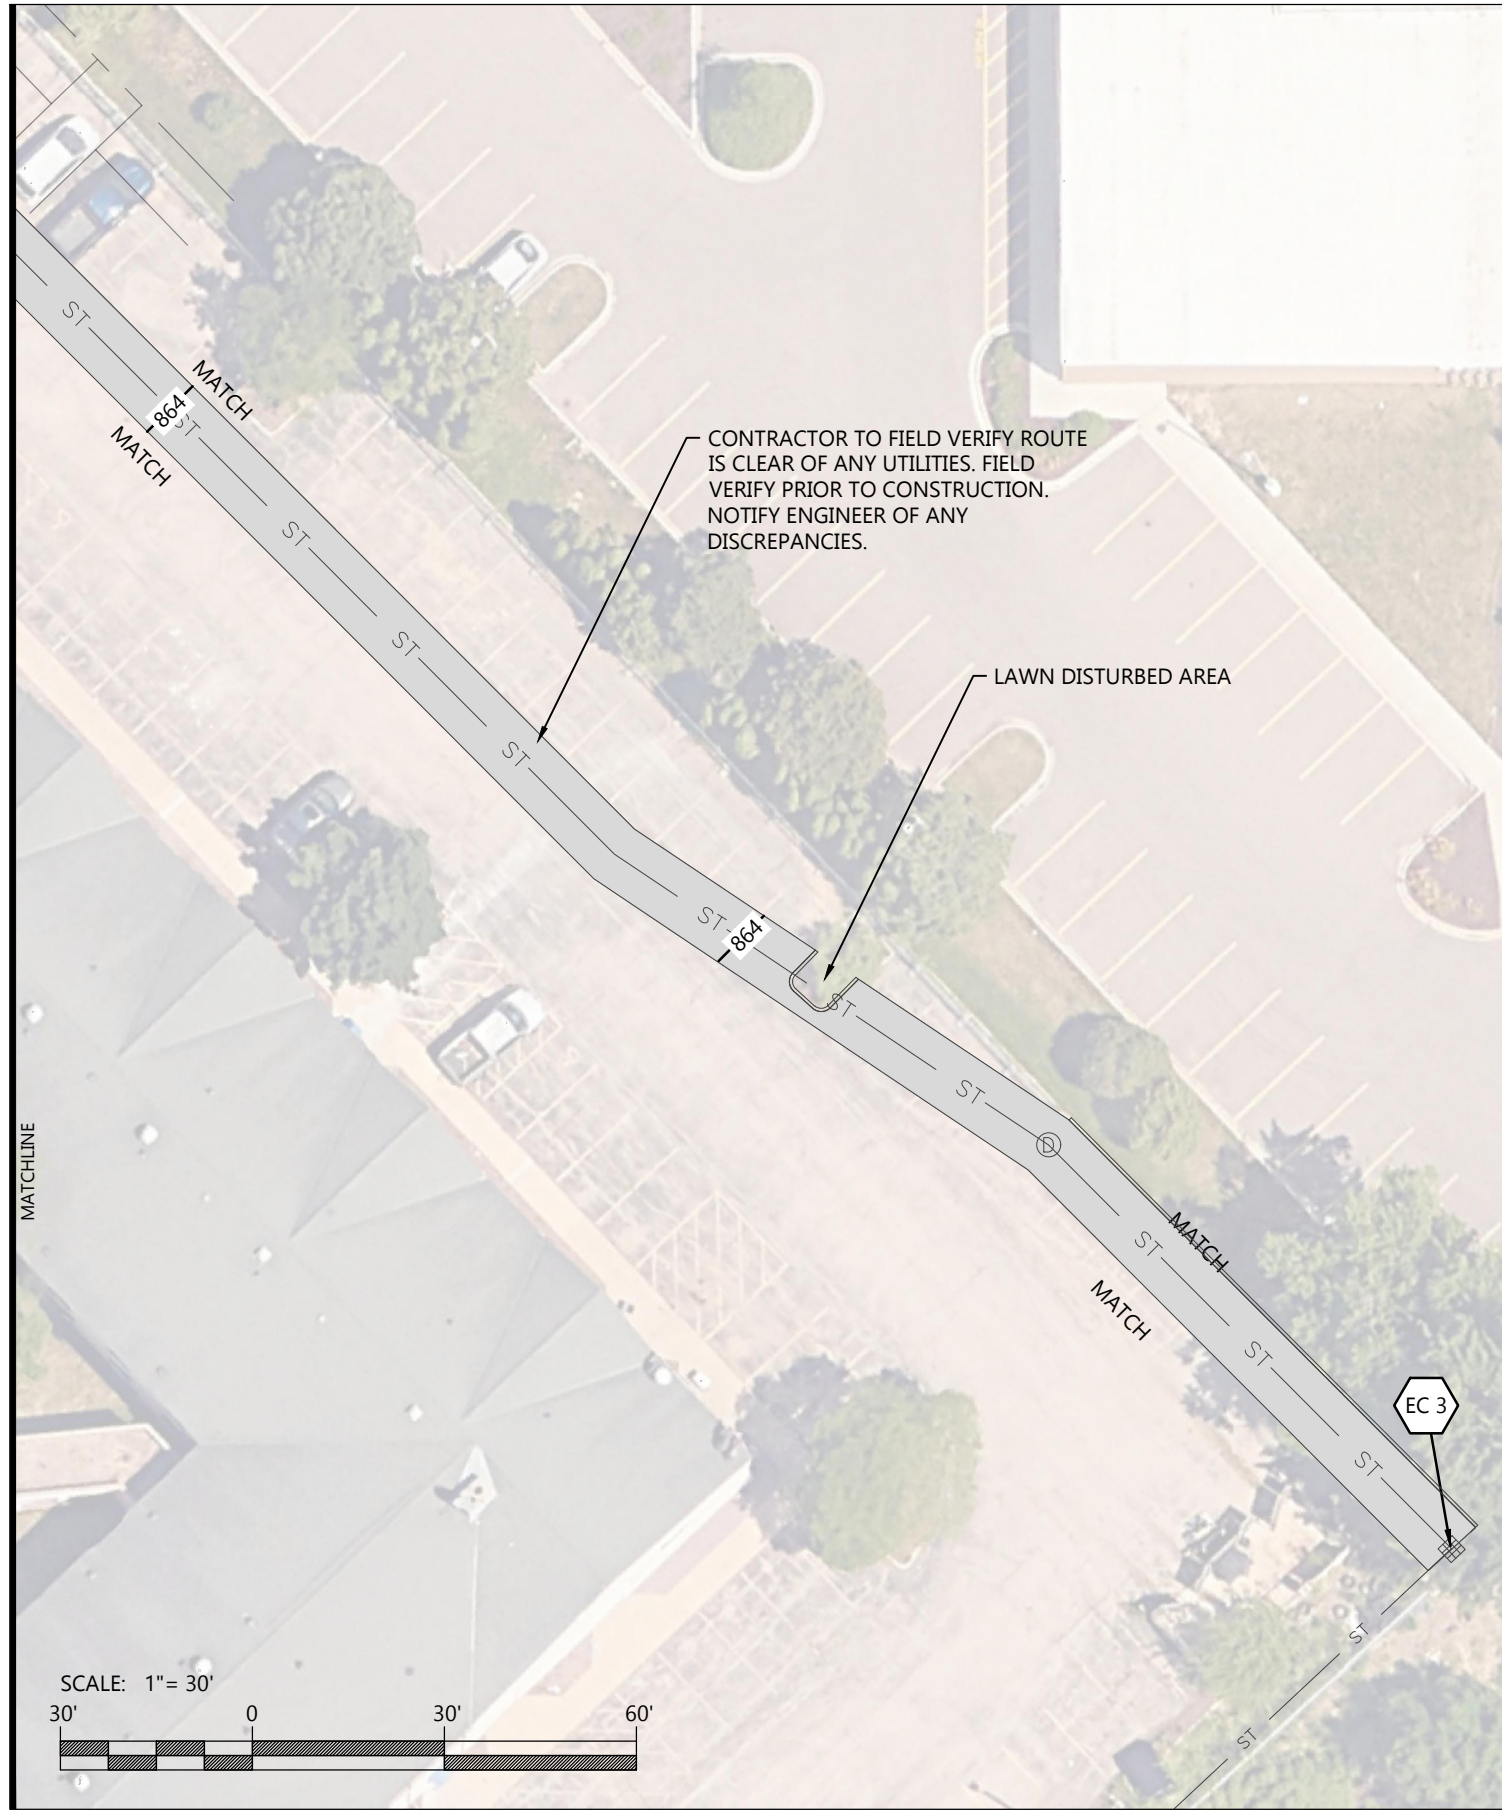 ST
MATCH
864
ST
MATCH
CONTRACTOR TO FIELD VERIFY ROUTE
IS CLEAR OF ANY UTILITIES. FIELD
VERIFY PRIOR TO CONSTRUCTION.
NOTIFY ENGINEER OF ANY
DISCREPANCIES.
ST
ST
LAWN DISTURBED AREA
ST
ST
864
ST
ST
D
MATCHLINE
MATCH
ST
MATCH
ST
EC 3
ST
ST
SCALE: 1"= 30'
30' 0 30' 60'
ST